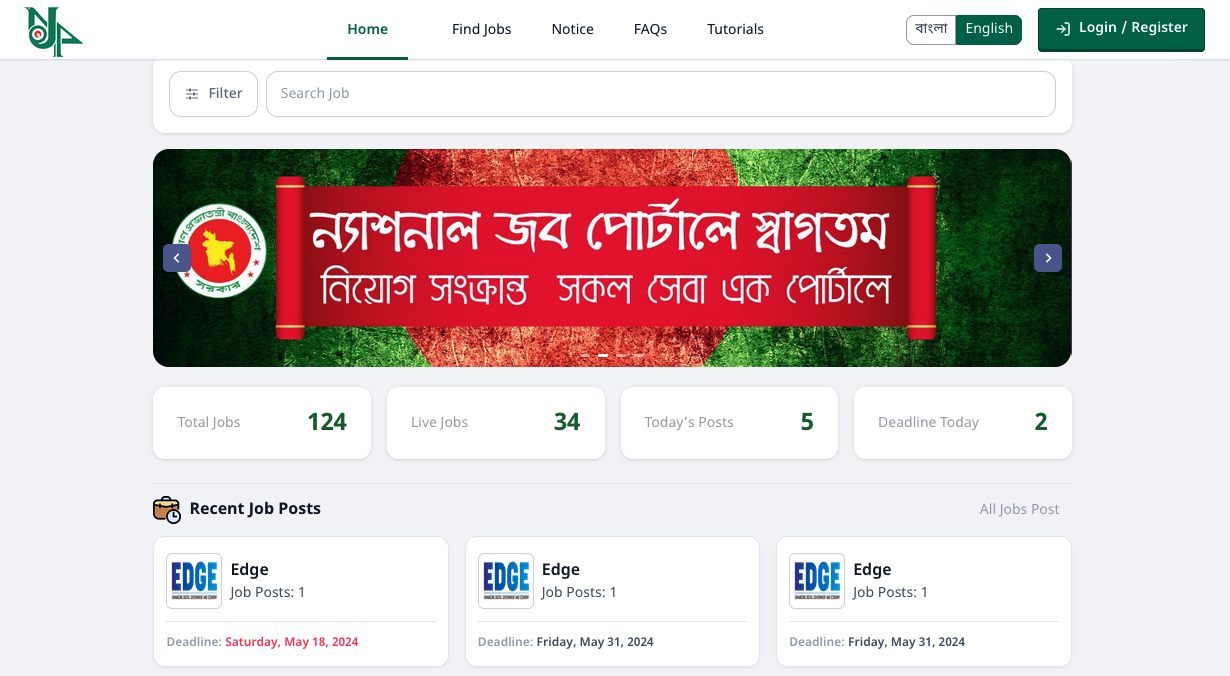 Home
Find Jobs
Notice
FAQs
Tutorials
বাংলা
English
Login / Register
Filter
Search Job
ন্যাশনাল জব পোর্টালে স্বাগতম
নিয়োগ সংক্রান্ত সকল সেবা এক পোর্টালে
Total Jobs
124
Live Jobs
34
Today's Posts
5
Deadline Today
2
Recent Job Posts
All Jobs Post
EDGE
Edge
Job Posts: 1
Deadline: Saturday, May 18, 2024
EDGE
Edge
Job Posts: 1
Deadline: Friday, May 31, 2024
EDGE
Edge
Job Posts: 1
Deadline: Friday, May 31, 2024